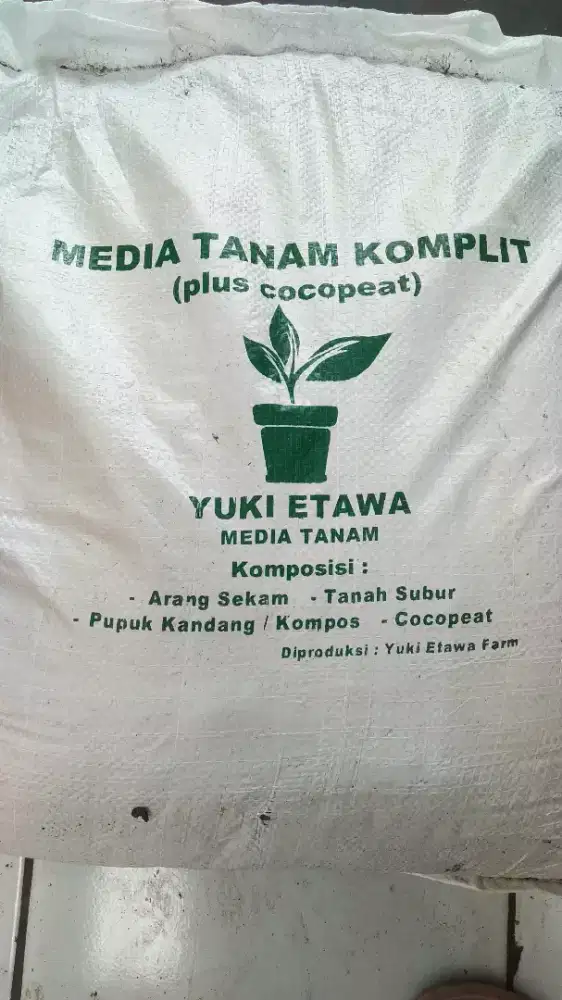 MEDIA TANAM KOMPLIT
(plus cocopeat)
YUKI ETAWA
MEDIA TANAM
Komposisi :
- Arang Sekam - Tanah Subur
- Pupuk Kandang / Kompos - Cocopeat
Diproduksi : Yuki Etawa Farm